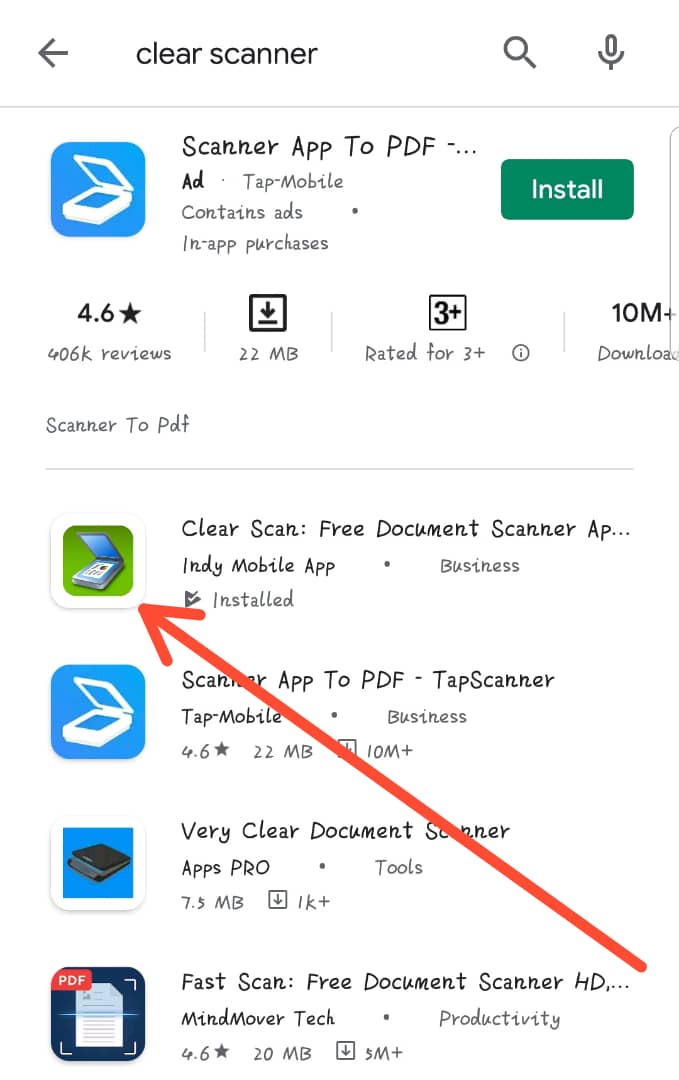 clear scanner
Scanner App To PDF -...
Ad · Tap-Mobile
Contains ads •
In-app purchases
Install
4.6★ 3+ 10M+
406k reviews 22 MB Rated for 3+ Downloa
Scanner To Pdf
Clear Scan: Free Document Scanner Ap...
Indy Mobile App • Business
Installed
Scanner App To PDF - TapScanner
Tap-Mobile • Business
4.6★ 22 MB 10M+
Very Clear Document Scanner
Apps PRO • Tools
7.5 MB 1k+
PDF
Fast Scan: Free Document Scanner HD,...
MindMover Tech • Productivity
4.6★ 20 MB 5M+